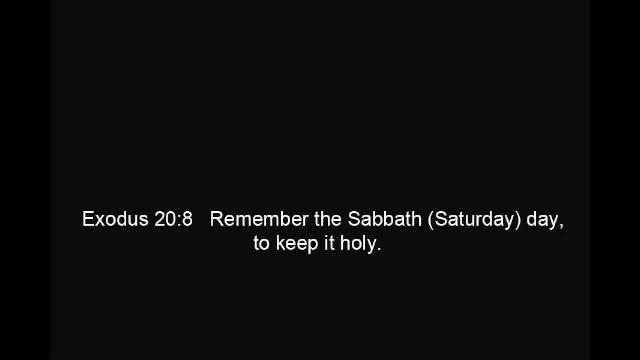 Exodus 20:8   Remember the Sabbath (Saturday) day,
to keep it holy.